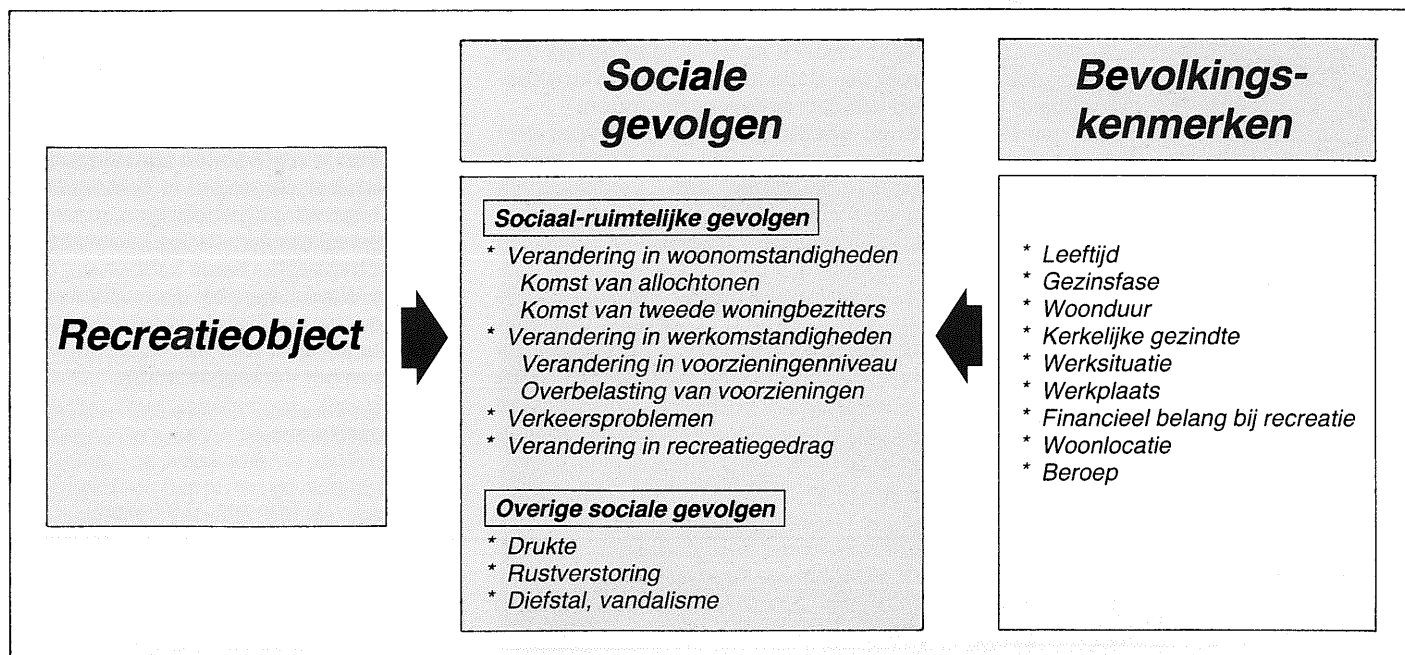 Recreatieobject
Sociale
gevolgen
Sociaal-ruimtelijke gevolgen
* Verandering in woonomstandigheden
Komst van allochtonen
Komst van tweede woningbezitters
* Verandering in werkomstandigheden
Verandering in voorzieningenniveau
Overbelasting van voorzieningen
* Verkeersproblemen
* Verandering in recreatiegedrag
Overige sociale gevolgen
* Drukte
* Rustverstoring
* Diefstal, vandalisme
Bevolkings-
kenmerken
* Leeftijd
* Gezinsfase
* Woonduur
* Kerkelijke gezindte
* Werksituatie
* Werkplaats
* Financieel belang bij recreatie
* Woonlocatie
* Beroep